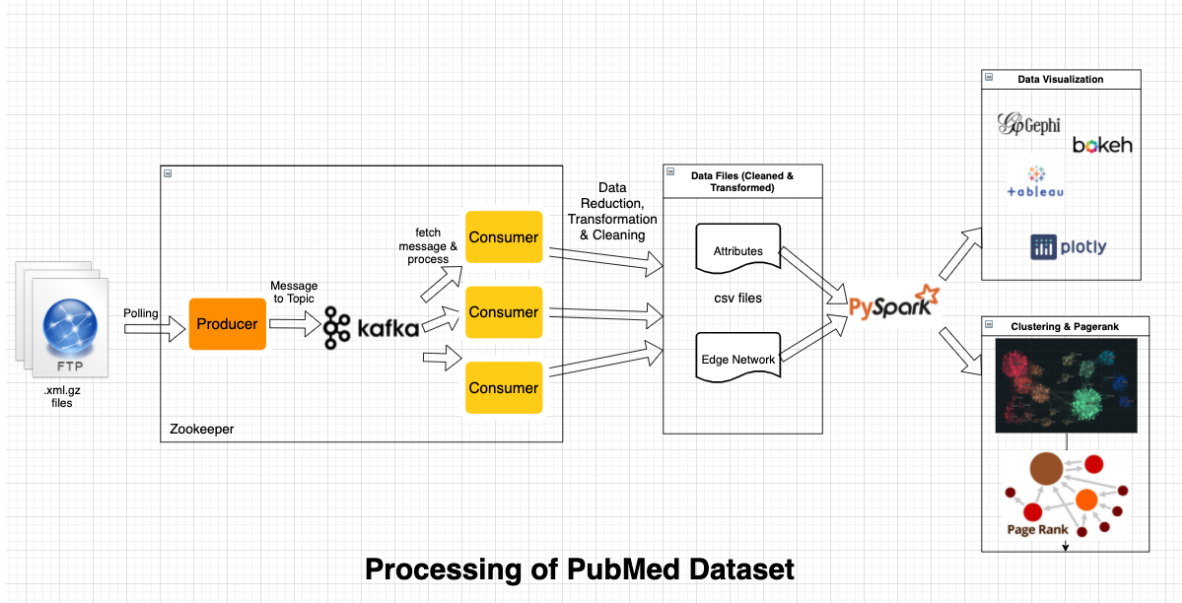 FTP
.xml.gz
files
Polling
Producer
Message
to Topic
kafka
Zookeeper
fetch
message &
process
Consumer
Consumer
Consumer
Data
Reduction,
Transformation
& Cleaning
Data Files (Cleaned &
Transformed)
Attributes
csv files
Edge Network
PySpark
Data Visualization
Gephi
bokeh
+ableau
plotly
Clustering & Pagerank
Page Rank
Processing of PubMed Dataset